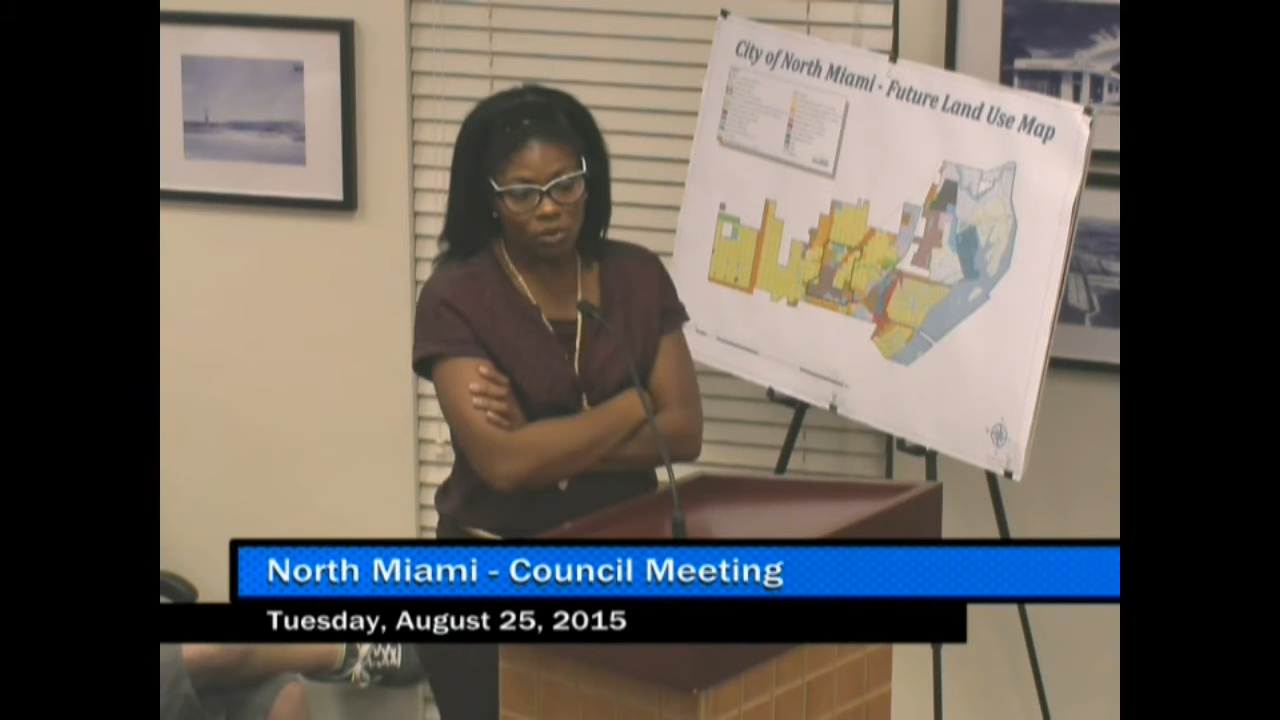 City of North Miami - Future Land Use Map
North Miami - Council Meeting
Tuesday, August 25, 2015